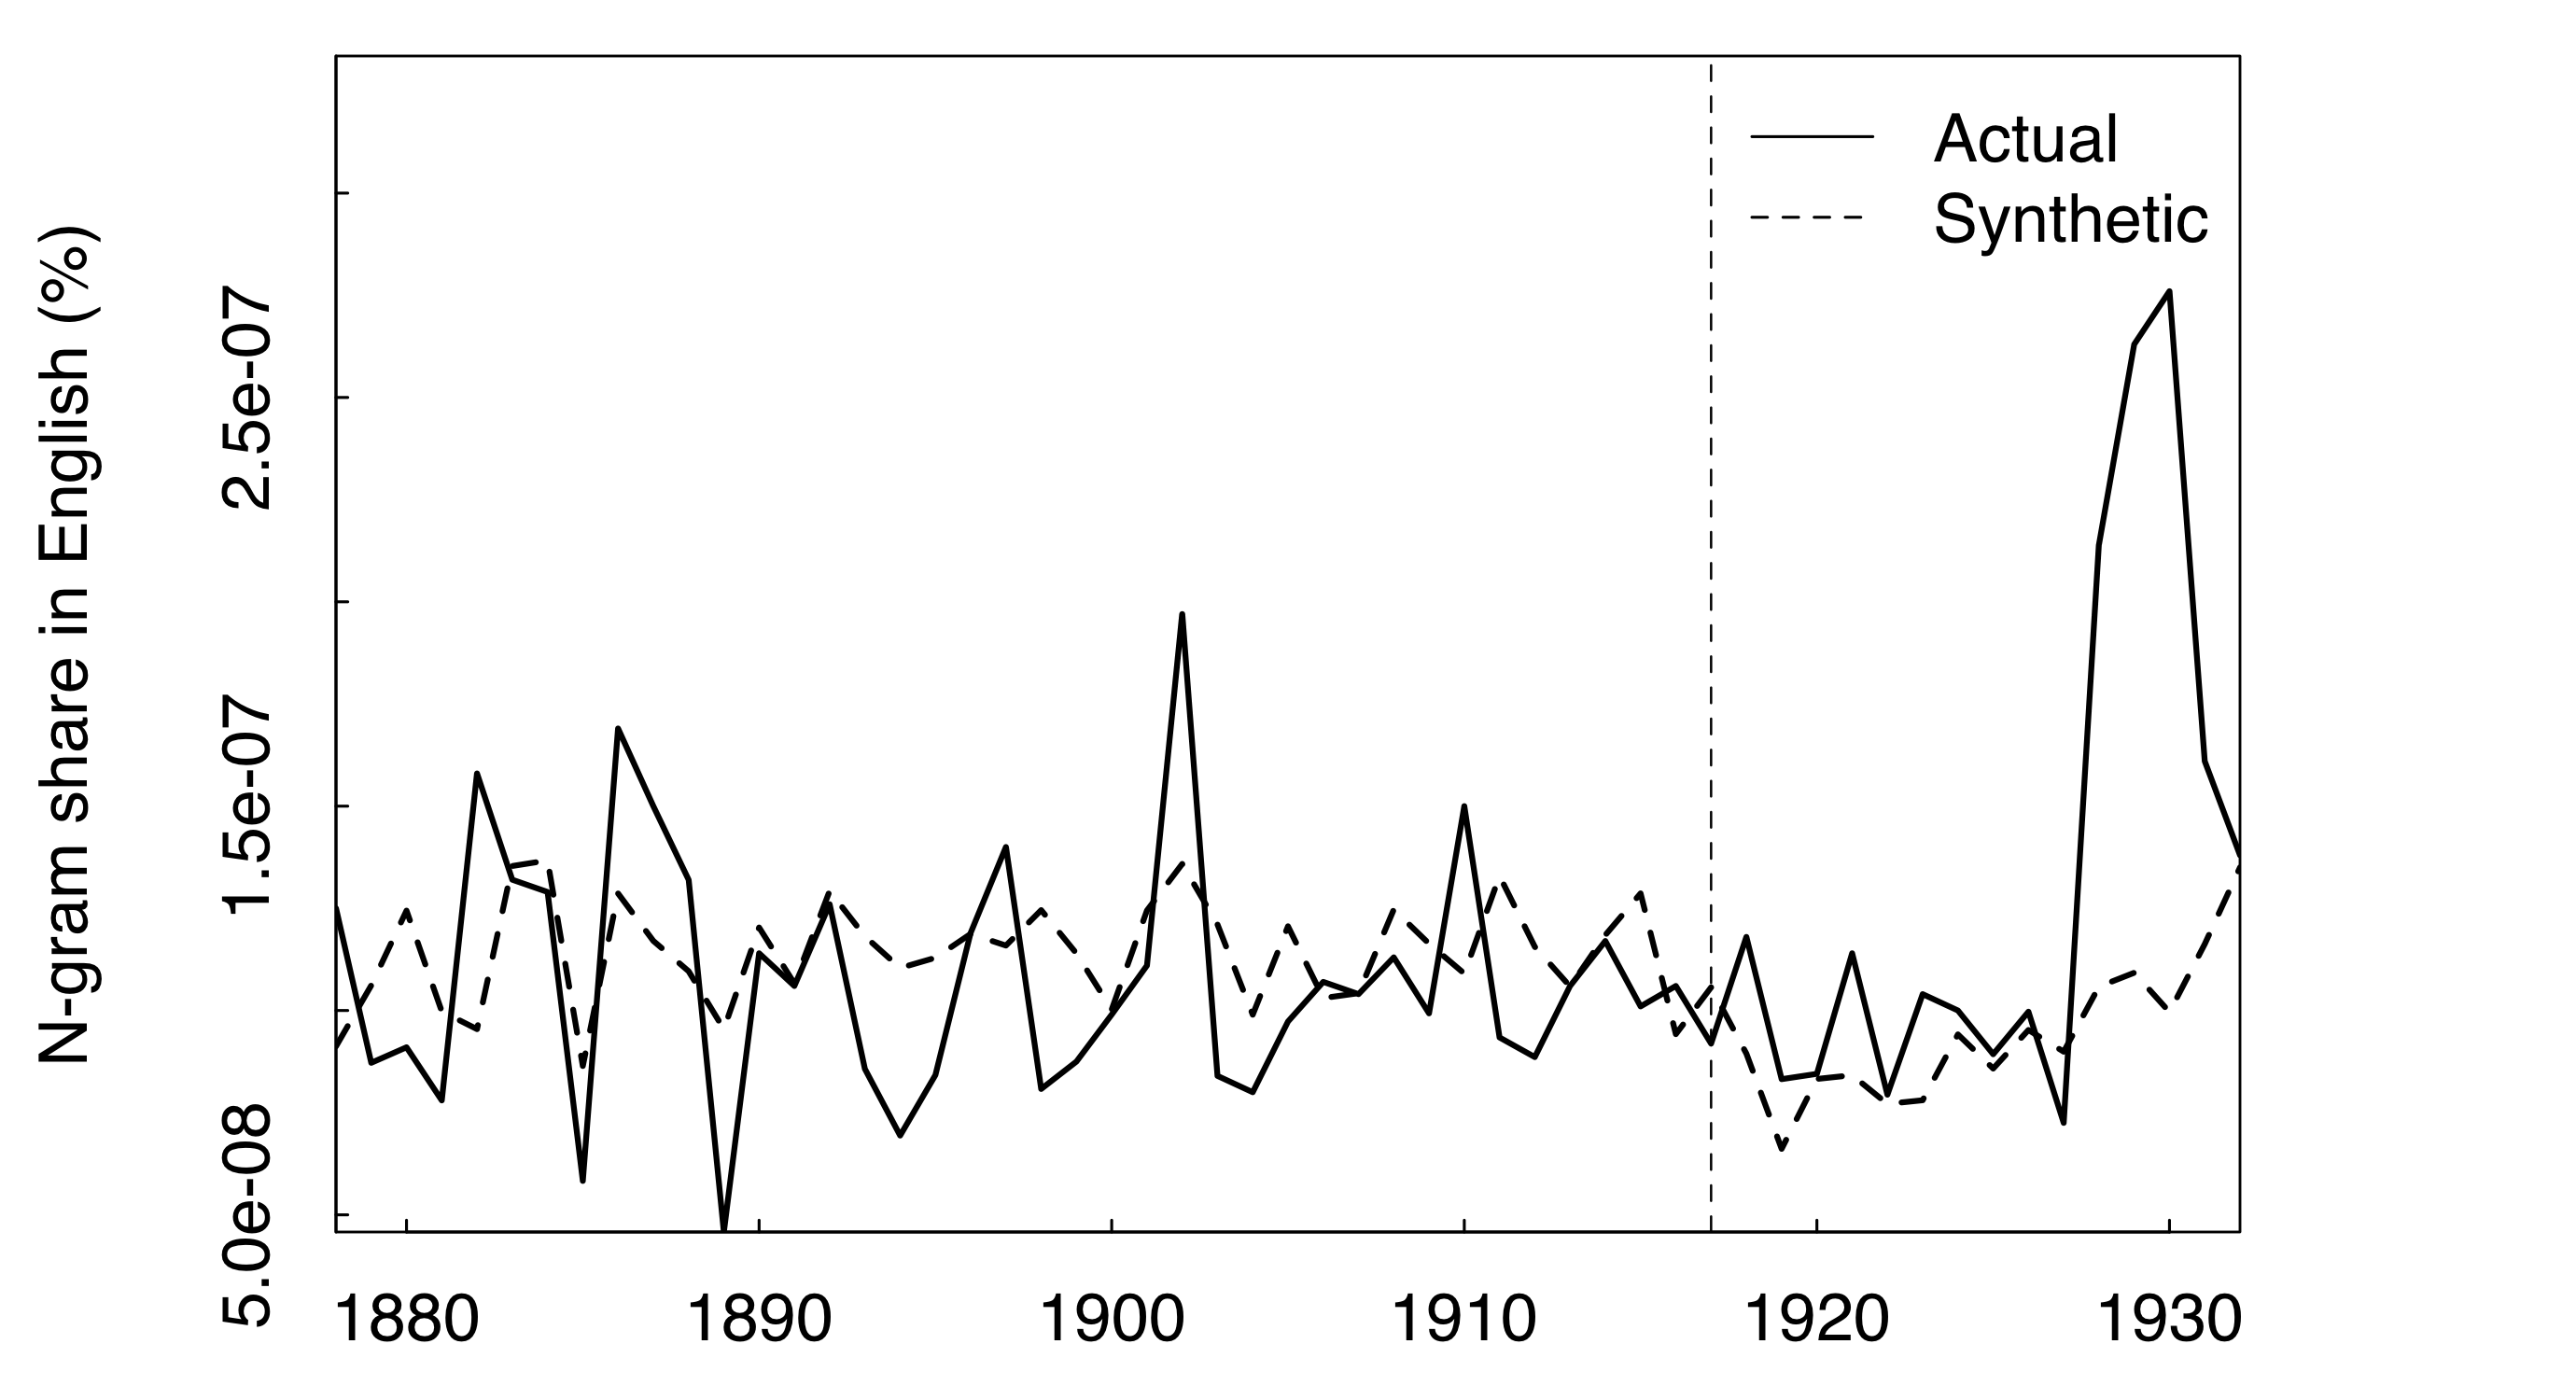 N-gram share in English (%)
2.5e-07
1.5e-07
5.0e-08
Actual
Synthetic
1880 1890 1900 1910 1920 1930